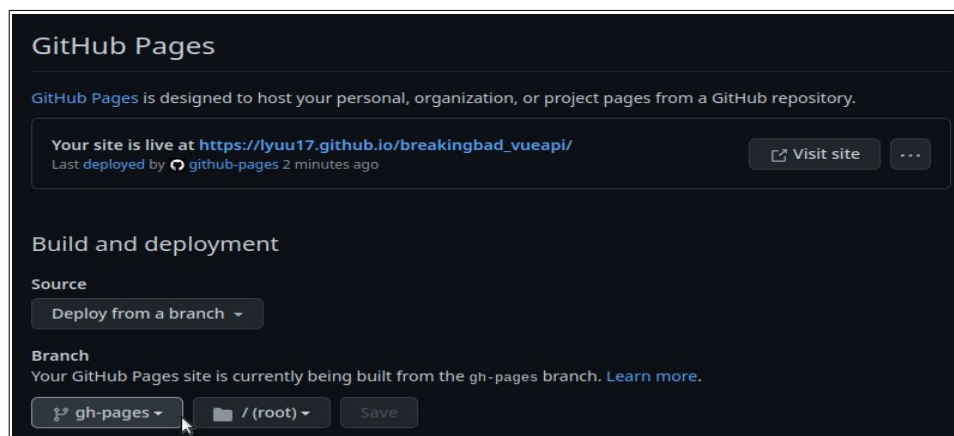 GitHub Pages
GitHub Pages is designed to host your personal, organization, or project pages from a GitHub repository.
Your site is live at https://lyuu17.github.io/breakingbad_vueapi/
Last deployed by github-pages 2 minutes ago
Visit site
...
Build and deployment
Source
Deploy from a branch
Branch
Your GitHub Pages site is currently being built from the gh-pages branch. Learn more.
gh-pages
/ (root)
Save